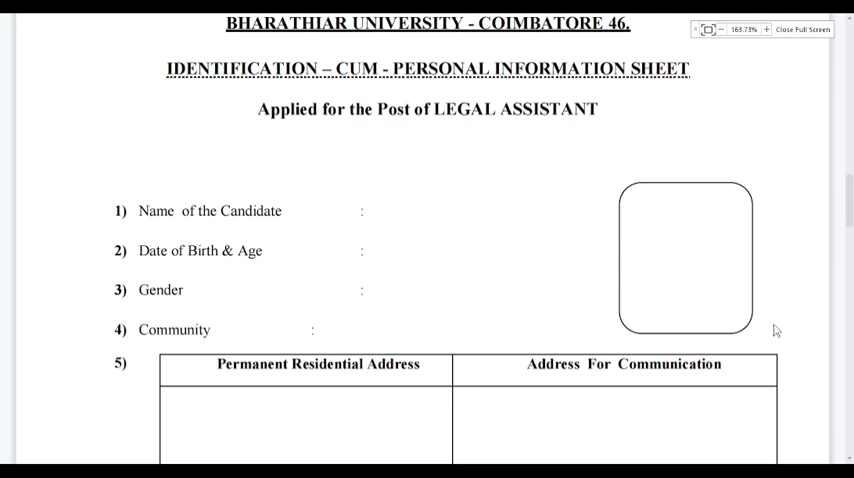 BHARATHIAR UNIVERSITY - COIMBATORE 46.
163.73% Close Full Screen
IDENTIFICATION – CUM - PERSONAL INFORMATION SHEET
Applied for the Post of LEGAL ASSISTANT
1) Name of the Candidate :
2) Date of Birth & Age :
3) Gender :
4) Community :
5) Permanent Residential Address Address For Communication